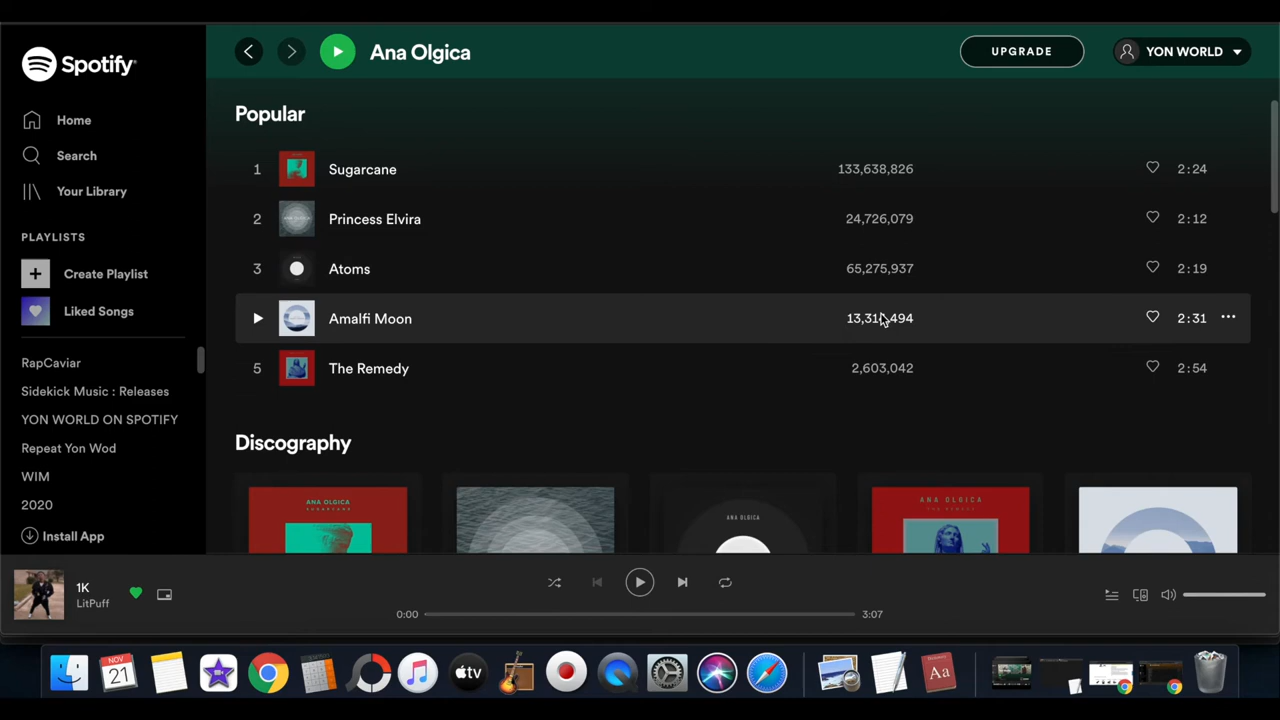 Spotify
Home
Search
Your Library
PLAYLISTS
Create Playlist
Liked Songs
RapCaviar
Sidekick Music : Releases
YON WORLD ON SPOTIFY
Repeat Yon Wod
WIM
2020
Install App
Ana Olgica
UPGRADE
YON WORLD
Popular
1 Sugarcane 133,638,826 2:24
2 Princess Elvira 24,726,079 2:12
3 Atoms 65,275,937 2:19
Amalfi Moon 2:31
5 The Remedy 2,603,042 2:54
Discography
ANA OLGICA
SUGARCANE
ANA OLGICA
ANA OLGICA
THE REMEDY
1K
LitPuff
0:00
3:07
NOV
21
tv